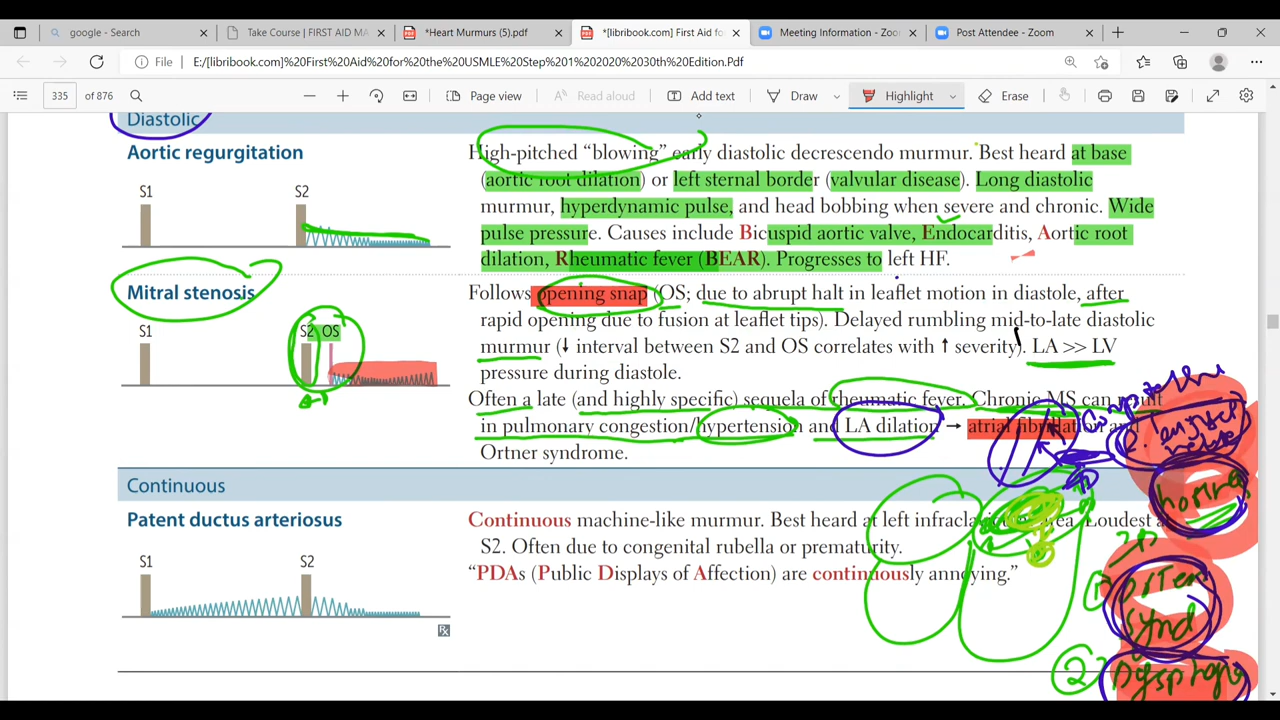 google - Search
Take Course | FIRST AID MA
*Heart Murmurs (5).pdf
*[libribook.com] First Aid for
Meeting Information - Zoo
Post Attendee - Zoom
File
E:/[libribook.com]%20First%20Aid%20for%20the%20USMLE%20Step%201%202020%2030th%20Edition.Pdf
335 of 876
Page view
Read aloud
Add text
Draw
Highlight
Erase
Diastolic
Aortic regurgitation
S1 S2
High-pitched “blowing” early diastolic decrescendo murmur. Best heard at base
(aortic root dilation) or left sternal border (valvular disease). Long diastolic
murmur, hyperdynamic pulse, and head bobbing when severe and chronic. Wide
pulse pressure. Causes include Bicuspid aortic valve, Endocarditis, Aortic root
dilation, Rheumatic fever (BEAR). Progresses to left HF.
Mitral stenosis
S1 S2 OS
Follows opening snap (OS; due to abrupt halt in leaflet motion in diastole, after
rapid opening due to fusion at leaflet tips). Delayed rumbling mid-to-late diastolic
murmur (↓ interval between S2 and OS correlates with ↑ severity). LA >> LV
pressure during diastole.
Often a late (and highly specific) sequela of rheumatic fever. Chronic MS can result
in pulmonary congestion/hypertension and LA dilation → atrial fibrillation and
Ortner syndrome.
Continuous
Patent ductus arteriosus
S1 S2
Continuous machine-like murmur. Best heard at left infraclavicular area. Loudest at
S2. Often due to congenital rubella or prematurity.
“PDAs (Public Displays of Affection) are continuously annoying.”
Rx
synd
②